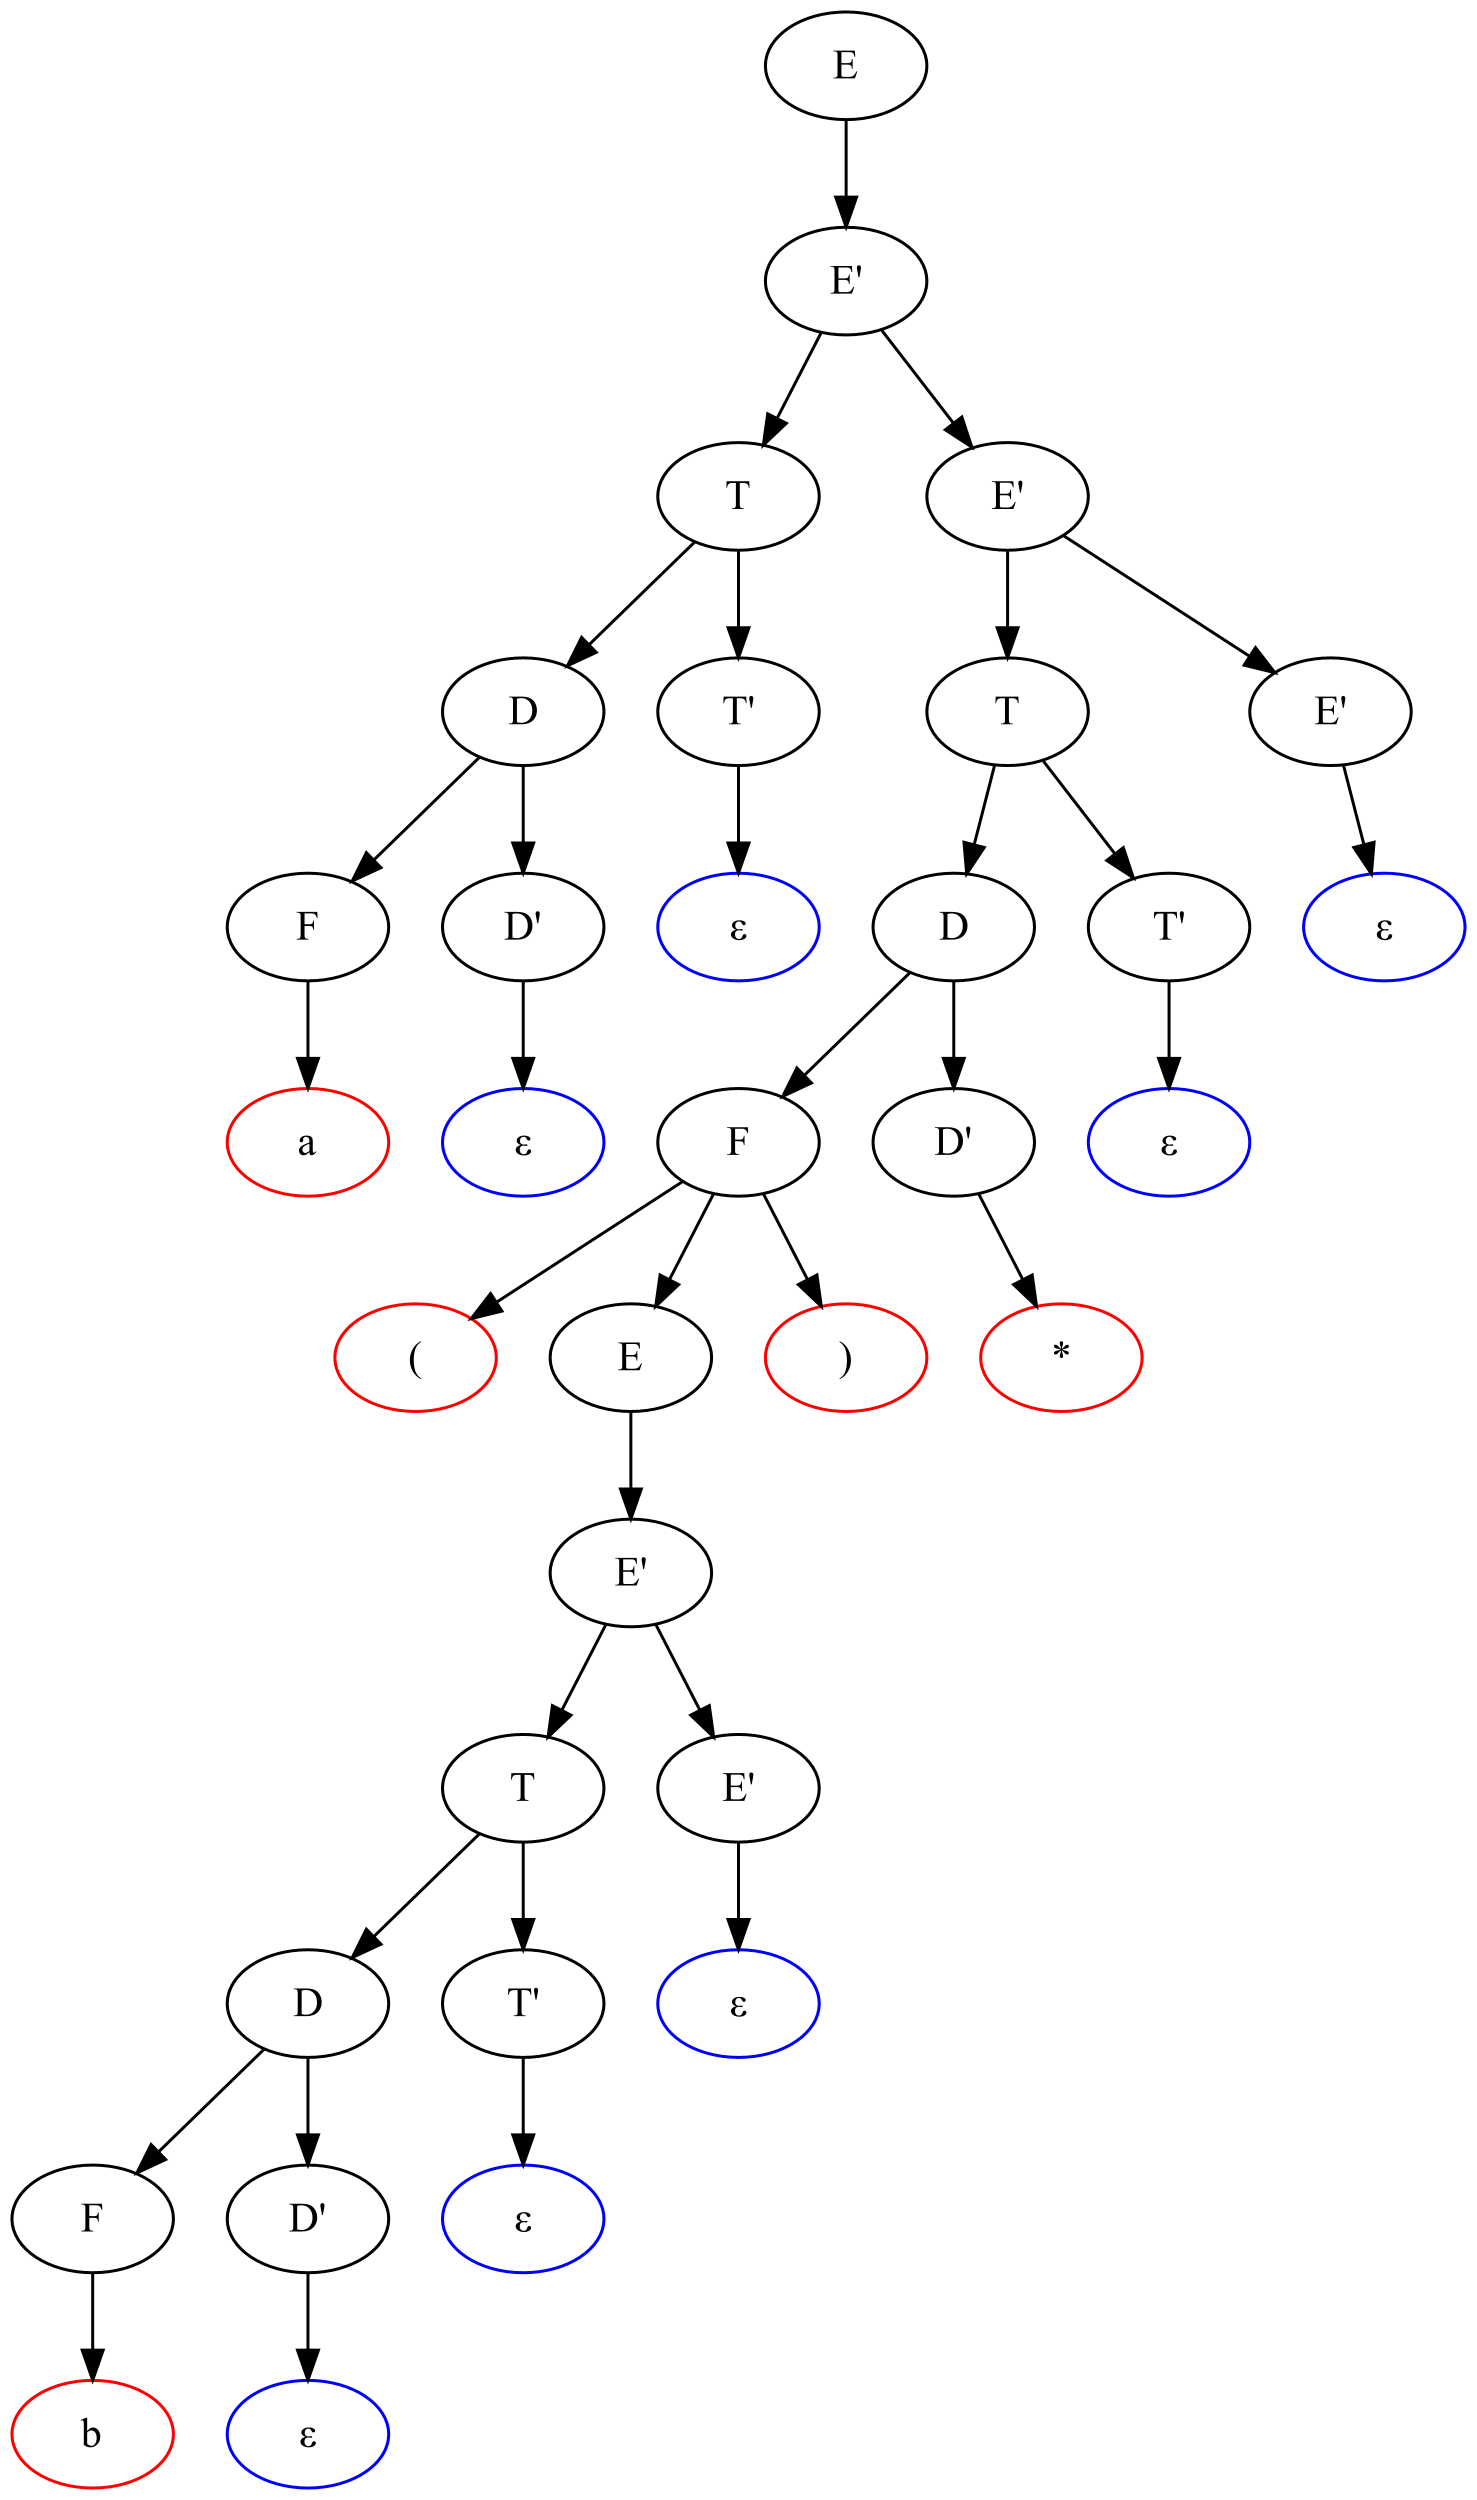 E
E'
T E'
D T' T E'
F D' ε D T' ε
a ε F D' ε
( E ) *
E'
T E'
D T' ε
F D' ε
b ε